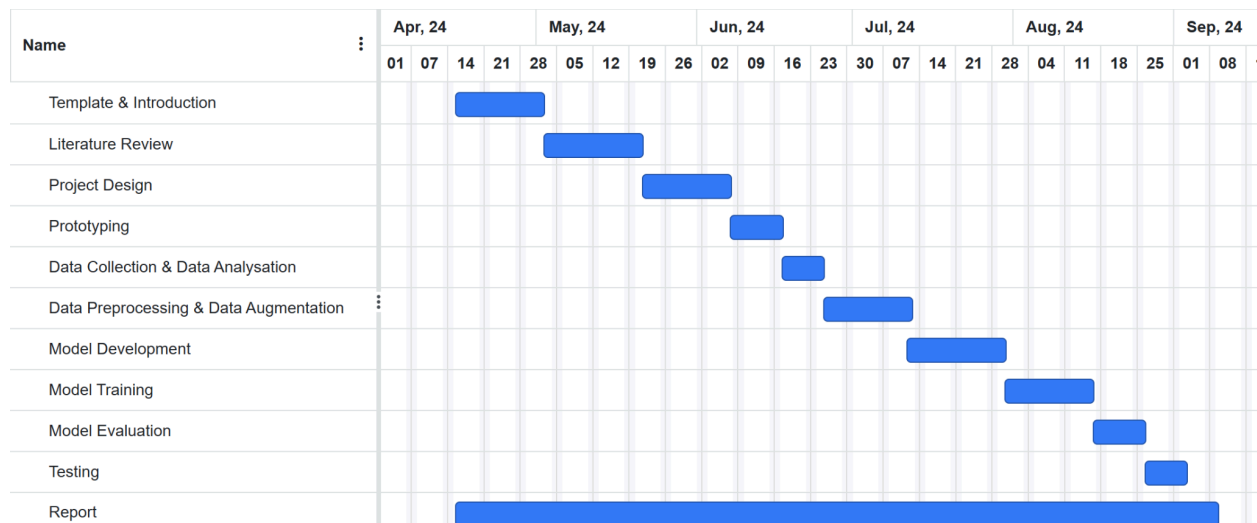 Name
Apr, 24 May, 24 Jun, 24 Jul, 24 Aug, 24 Sep, 24
01 07 14 21 28 05 12 19 26 02 09 16 23 30 07 14 21 28 04 11 18 25 01 08
Template & Introduction
Literature Review
Project Design
Prototyping
Data Collection & Data Analysation
Data Preprocessing & Data Augmentation
Model Development
Model Training
Model Evaluation
Testing
Report